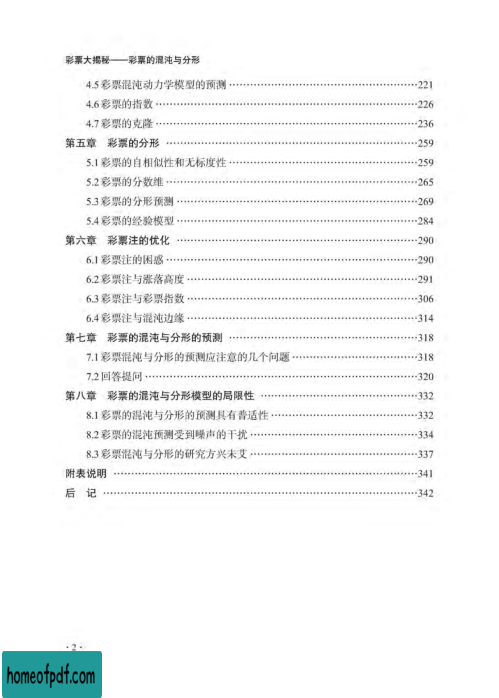 彩票大揭秘——彩票的混沌与分形
4.5彩票混沌动力学模型的预测……221
4.6彩票的指数……226
4.7彩票的克隆……236
第五章 彩票的分形……259
5.1彩票的自相似性和无标度性……259
5.2彩票的分数维……265
5.3彩票的分形预测……269
5.4彩票的经验模型……284
第六章 彩票注的优化……290
6.1彩票注的困惑……290
6.2彩票注与涨落高度……291
6.3彩票注与彩票指数……306
6.4彩票注与混沌边缘……314
第七章 彩票的混沌与分形的预测……318
7.1彩票混沌与分形的预测应注意的几个问题……318
7.2回答提问……320
第八章 彩票的混沌与分形模型的局限性……332
8.1彩票的混沌与分形的预测具有普适性……332
8.2彩票的混沌预测受到噪声的干扰……334
8.3彩票混沌与分形的研究方兴未艾……337
附表说明……341
后 记……342
·2·
homeofpdf.com